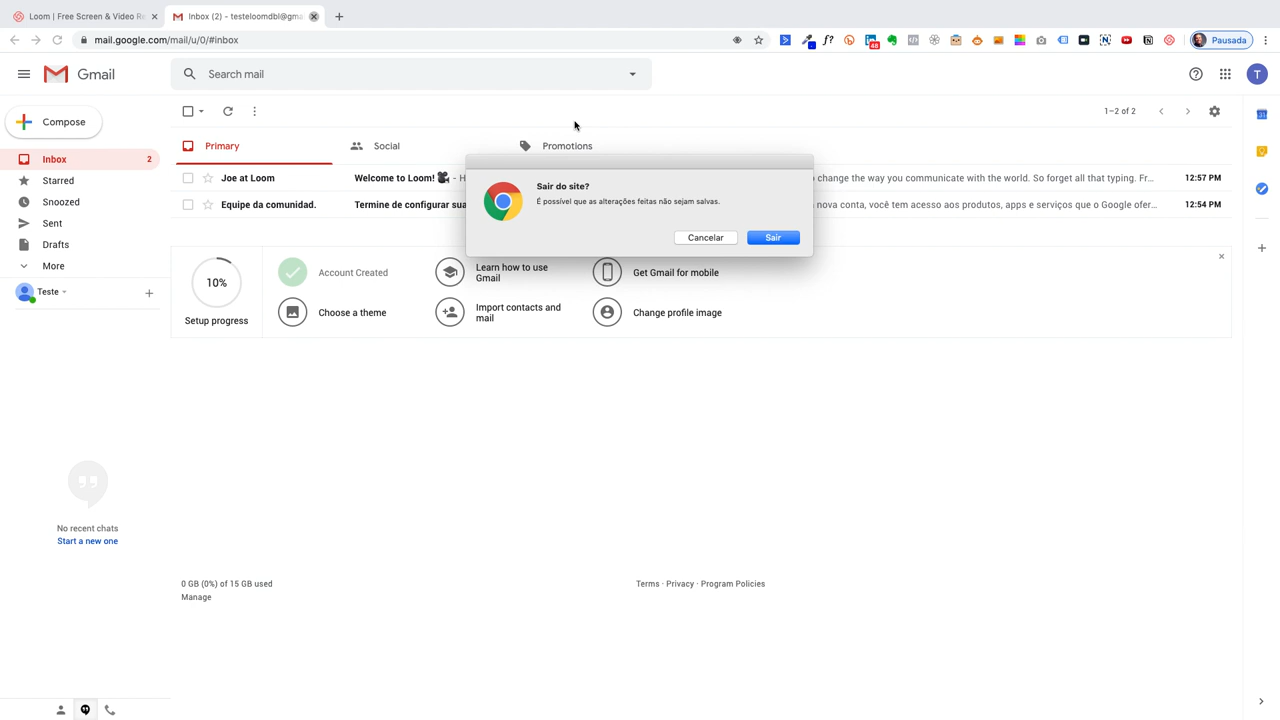 Loom | Free Screen & Video Re
Inbox (2) - testeloomdbl@gma
mail.google.com/mail/u/0/#inbox
48
Pausada
Gmail
Search mail
T
Compose
1–2 of 2
Inbox 2
Starred
Snoozed
Sent
Drafts
More
Teste
Primary
Social
Promotions
Joe at Loom Welcome to Loom! 🎥 - H change the way you communicate with the world. So forget all that typing. Fr... 12:57 PM
Equipe da comunidad. Termine de configurar sua nova conta, você tem acesso aos produtos, apps e serviços que o Google ofer... 12:54 PM
Sair do site?
É possível que as alterações feitas não sejam salvas.
Cancelar
Sair
10%
Setup progress
Account Created
Learn how to use
Gmail
Get Gmail for mobile
Choose a theme
Import contacts and
mail
Change profile image
No recent chats
Start a new one
0 GB (0%) of 15 GB used
Manage
Terms · Privacy · Program Policies